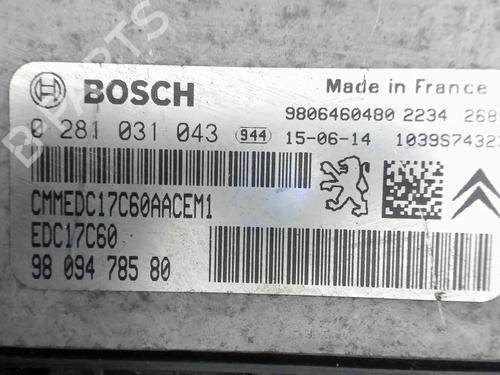 BOSCH
Made in France
9806460480 2234
0 281 031 043 944 15-06-14
CMMEDC17C60AACEM1
EDC17C60
98 094 785 80
B-PARTS